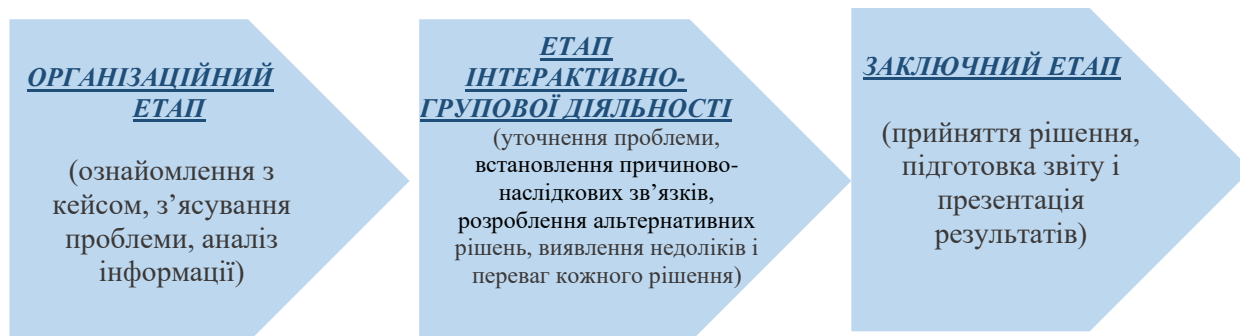 ОРГАНІЗАЦІЙНИЙ
ЕТАП
(ознайомлення з
кейсом, з’ясування
проблеми, аналіз
інформації)
ЕТАП
ІНТЕРАКТИВНО-
ГРУПОВОЇ ДІЯЛЬНОСТІ
(уточнення проблеми,
встановлення причиново-
наслідкових зв’язків,
розроблення альтернативних
рішень, виявлення недоліків і
переваг кожного рішення)
ЗАКЛЮЧНИЙ ЕТАП
(прийняття рішення,
підготовка звіту і
презентація
результатів)